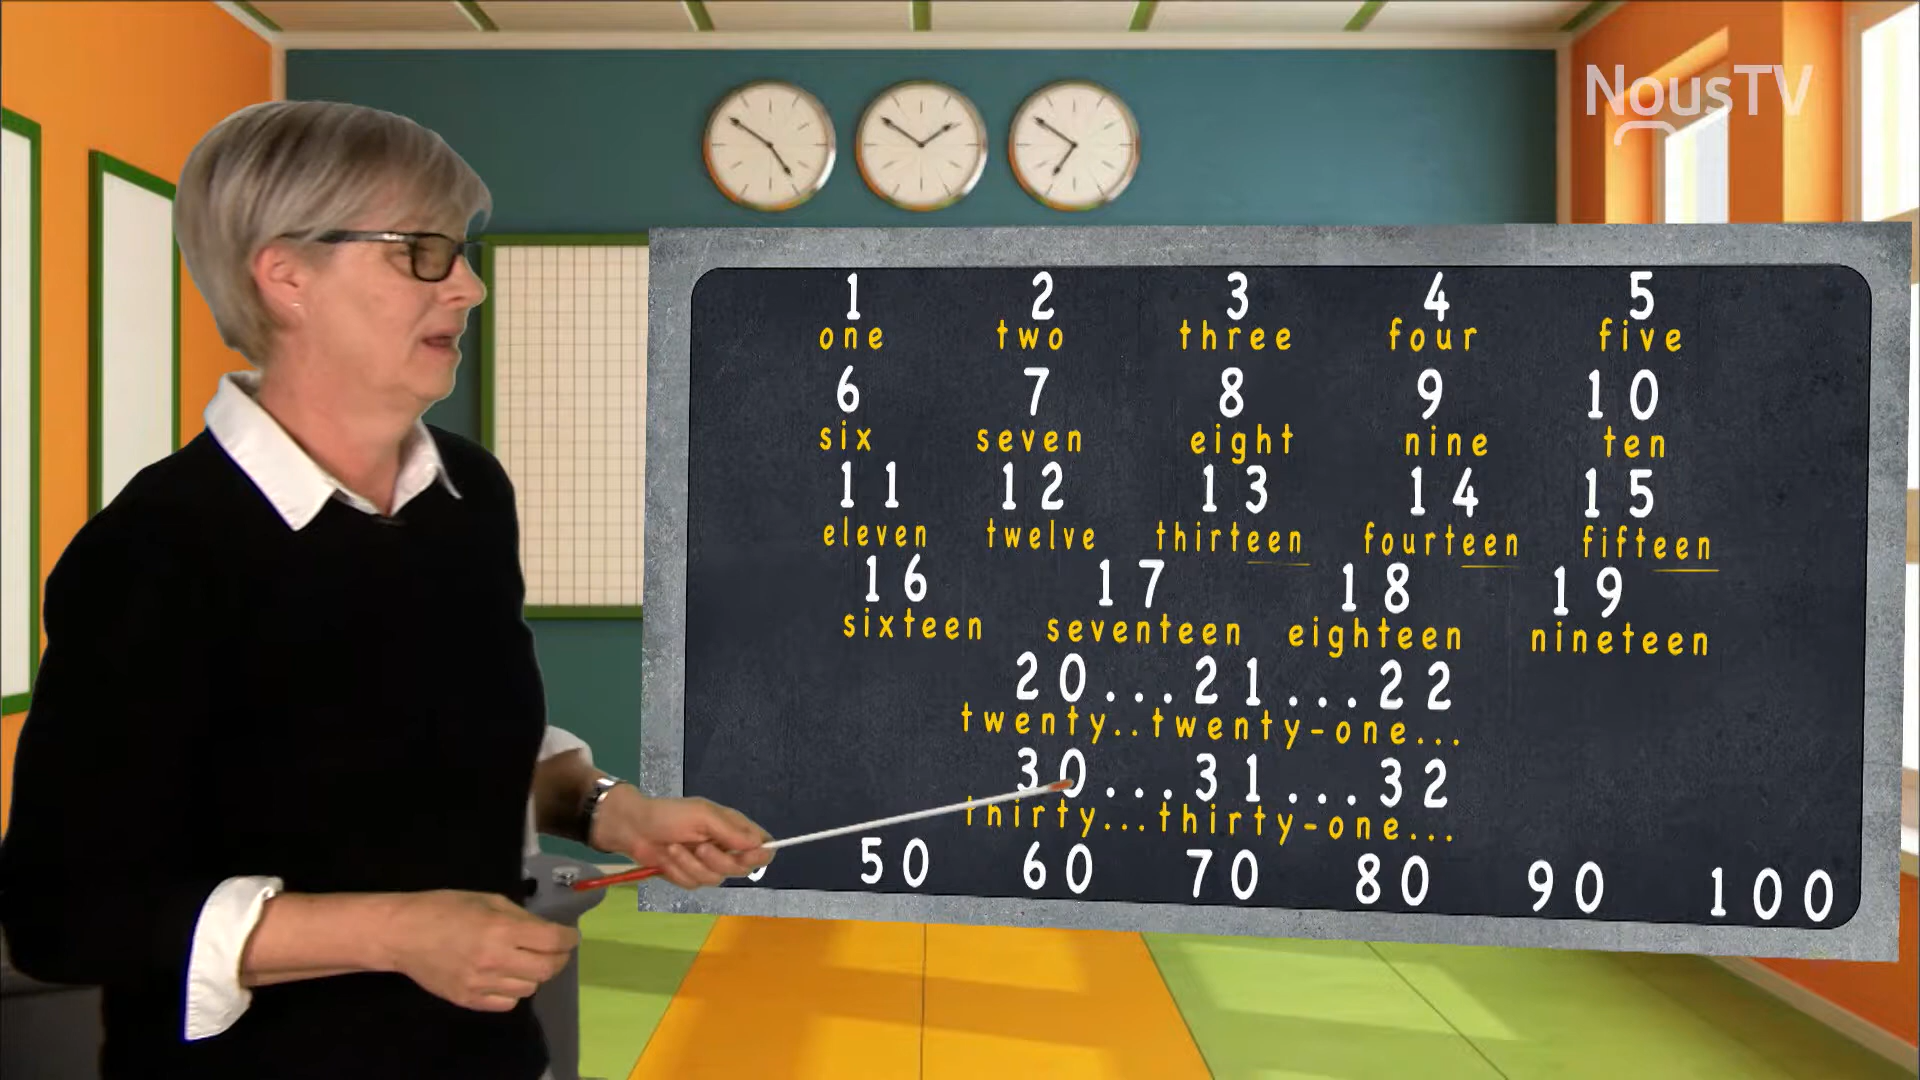 NousTV
1 2 3 4 5
one two three four five
6 7 8 9 10
six seven eight nine ten
11 12 13 14 15
eleven twelve thirteen fourteen fifteen
16 17 18 19
sixteen seventeen eighteen nineteen
20...21...22
twenty..twenty-one...
30...31...32
thirty...thirty-one...
50 60 70 80 90 100